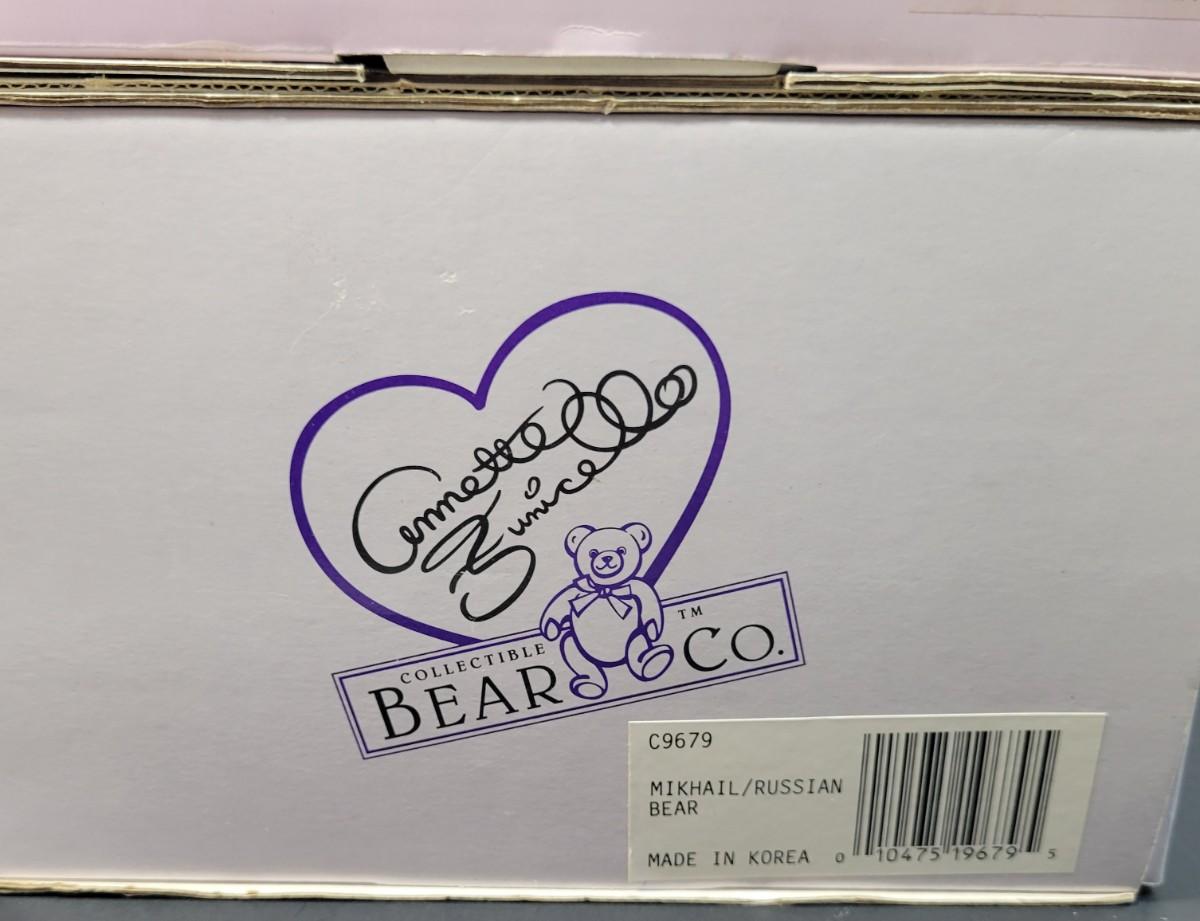 Annette
Funicello
COLLECTIBLE
BEAR CO.
TM
C9679
MIKHAIL/RUSSIAN
BEAR
MADE IN KOREA
0 10475 19679 5